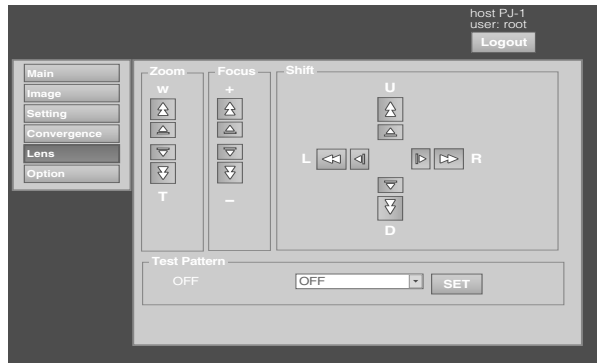 host PJ-1
user: root
Logout
Main
Image
Setting
Convergence
Lens
Option
Zoom
W
T
Focus
+
–
Shift
U
L
R
D
Test Pattern
OFF
OFF
SET